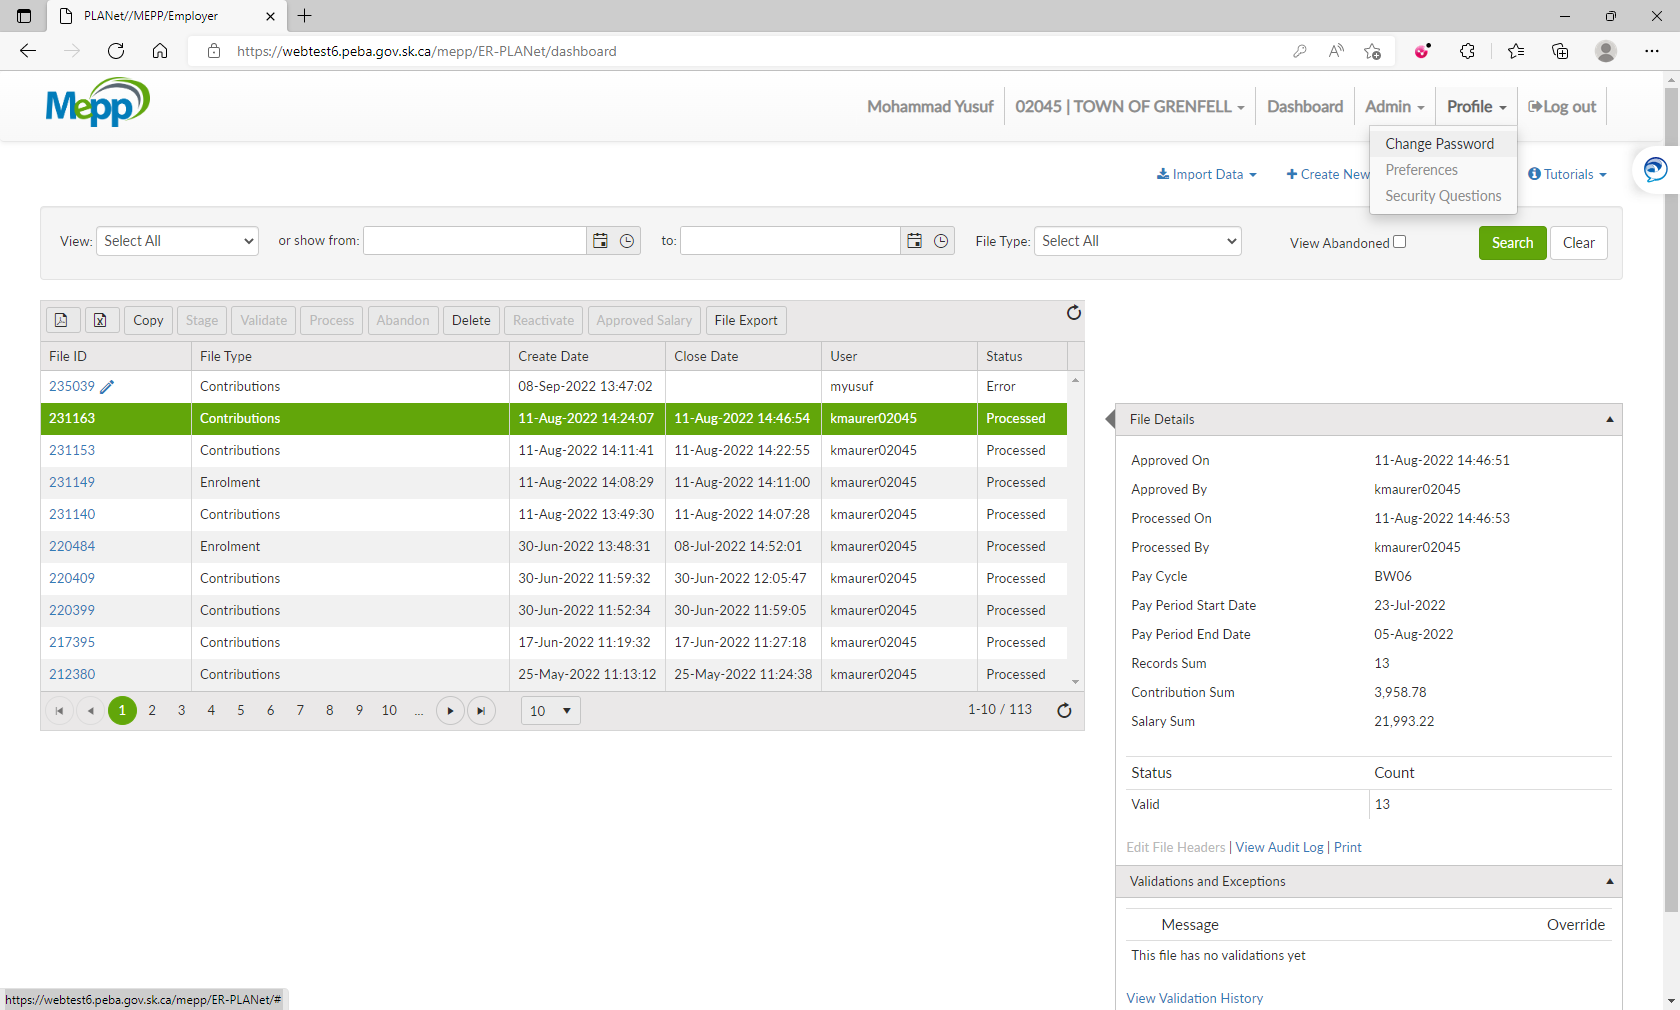 PLANet//MEPP/Employer
https://webtest6.peba.gov.sk.ca/mepp/ER-PLANet/dashboard
Mepp
Mohammad Yusuf
02045 | TOWN OF GRENFELL
Dashboard
Admin
Profile
Log out
Change Password
Preferences
Security Questions
Import Data
Create New
Tutorials
View: Select All or show from: to: File Type: Select All View Abandoned Search Clear
Copy Stage Validate Process Abandon Delete Reactivate Approved Salary File Export
File ID File Type Create Date Close Date User Status
235039 Contributions 08-Sep-2022 13:47:02 myusuf Error
231163 Contributions 11-Aug-2022 14:24:07 11-Aug-2022 14:46:54 kmaurer02045 Processed
231153 Contributions 11-Aug-2022 14:11:41 11-Aug-2022 14:22:55 kmaurer02045 Processed
231149 Enrolment 11-Aug-2022 14:08:29 11-Aug-2022 14:11:00 kmaurer02045 Processed
231140 Contributions 11-Aug-2022 13:49:30 11-Aug-2022 14:07:28 kmaurer02045 Processed
220484 Enrolment 30-Jun-2022 13:48:31 08-Jul-2022 14:52:01 kmaurer02045 Processed
220409 Contributions 30-Jun-2022 11:59:32 30-Jun-2022 12:05:47 kmaurer02045 Processed
220399 Contributions 30-Jun-2022 11:52:34 30-Jun-2022 11:59:05 kmaurer02045 Processed
217395 Contributions 17-Jun-2022 11:19:32 17-Jun-2022 11:27:18 kmaurer02045 Processed
212380 Contributions 25-May-2022 11:13:12 25-May-2022 11:24:38 kmaurer02045 Processed
1 2 3 4 5 6 7 8 9 10 ... 10 1-10 / 113
File Details
Approved On 11-Aug-2022 14:46:51
Approved By kmaurer02045
Processed On 11-Aug-2022 14:46:53
Processed By kmaurer02045
Pay Cycle BW06
Pay Period Start Date 23-Jul-2022
Pay Period End Date 05-Aug-2022
Records Sum 13
Contribution Sum 3,958.78
Salary Sum 21,993.22
Status Count
Valid 13
Edit File Headers | View Audit Log | Print
Validations and Exceptions
Message Override
This file has no validations yet
View Validation History
https://webtest6.peba.gov.sk.ca/mepp/ER-PLANet/#